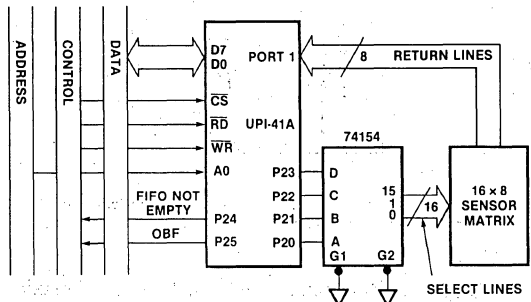 ADDRESS
CONTROL
DATA
D7
D0
PORT 1
8
RETURN LINES
CS
RD
UPI-41A
WR
A0
74154
P23
D
P22
C
15
FIFO NOT
EMPTY
P24
P21
B
1
0
16
16 × 8
SENSOR
MATRIX
OBF
P25
P20
A
G1
G2
SELECT LINES